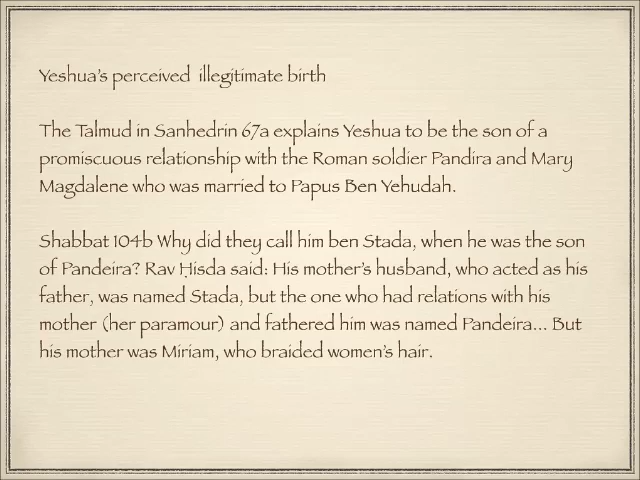 Yeshua's perceived illegitimate birth
The Talmud in Sanhedrin 67a explains Yeshua to be the son of a
promiscuous relationship with the Roman soldier Pandira and Mary
Magdalene who was married to Papus Ben Yehudah.
Shabbat 104b Why did they call him ben Stada, when he was the son
of Pandeira? Rav Ḥisda said: His mother's husband, who acted as his
father, was named Stada, but the one who had relations with his
mother (her paramour) and fathered him was named Pandeira... But
his mother was Miriam, who braided women's hair.